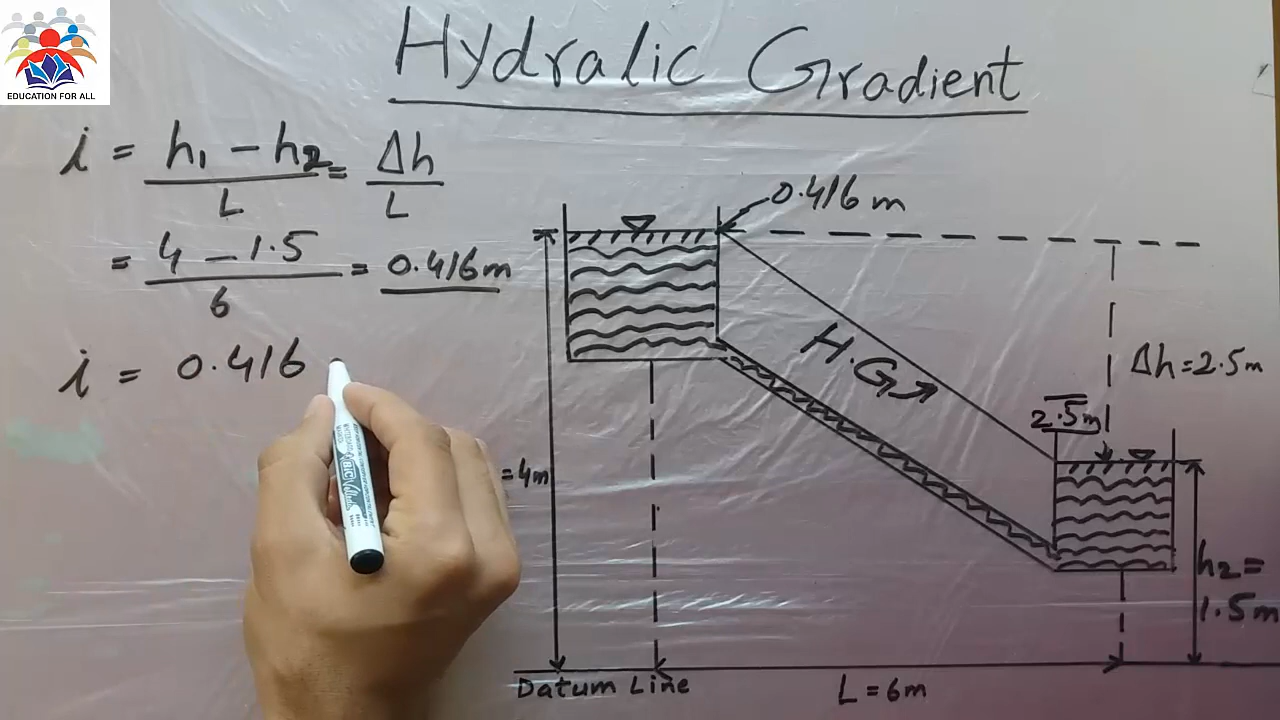 EDUCATION FOR ALL
Hydralic Gradient
i = h₁ - h₂ / L = Δh / L
= 4 - 1.5 / 6 = 0.416m
i = 0.416
0.416 m
H.G
Δh = 2.5m
2.5m
= 4m
h₂ =
1.5m
Datum Line
L = 6m